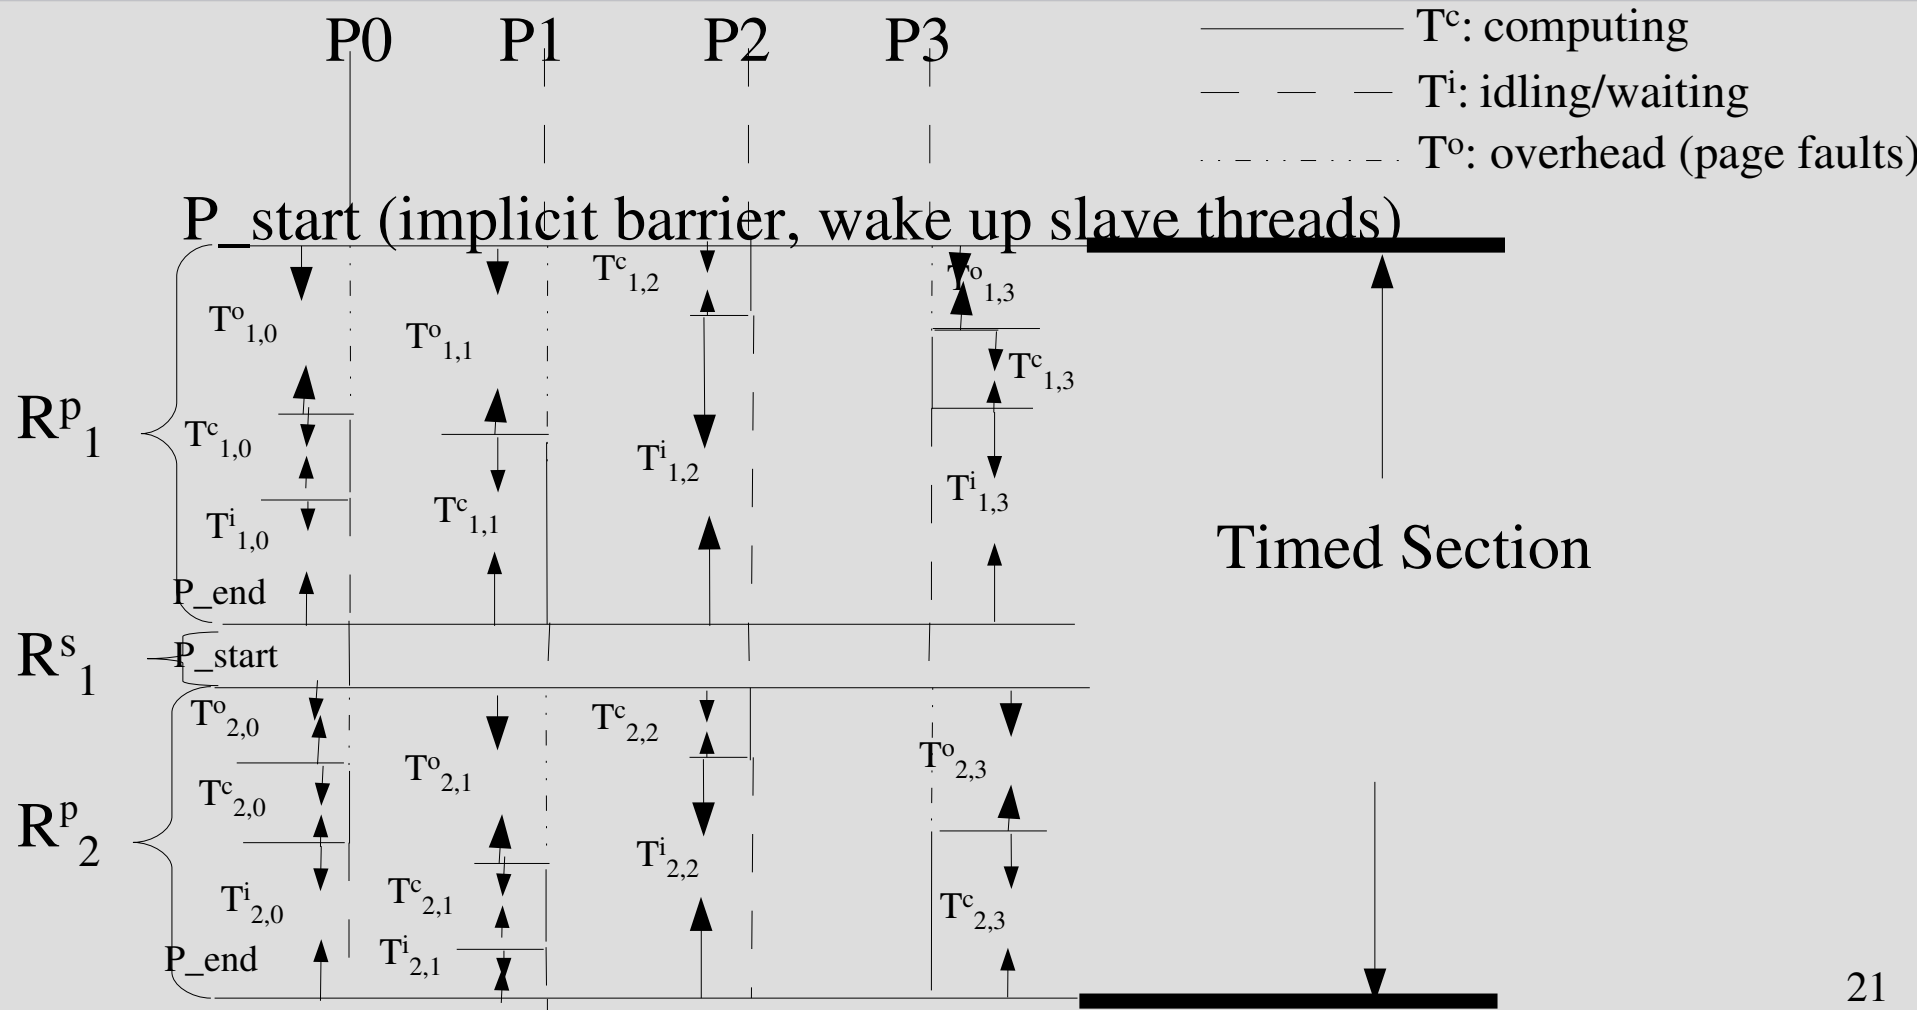 P0 P1 P2 P3
Tᶜ: computing
Tⁱ: idling/waiting
Tᵒ: overhead (page faults)
P_start (implicit barrier, wake up slave threads)
Tᶜ1,2
Tᵒ1,3
Tᵒ1,0
Tᵒ1,1
Tᶜ1,3
Rᵖ1
Tᶜ1,0
Tⁱ1,2
Tⁱ1,3
Tᶜ1,1
Tⁱ1,0
Timed Section
P_end
Rˢ1
P_start
Tᵒ2,0
Tᶜ2,2
Tᵒ2,3
Tᵒ2,1
Tᶜ2,0
Rᵖ2
Tⁱ2,2
Tᶜ2,1
Tⁱ2,0
Tᶜ2,3
Tⁱ2,1
P_end
21